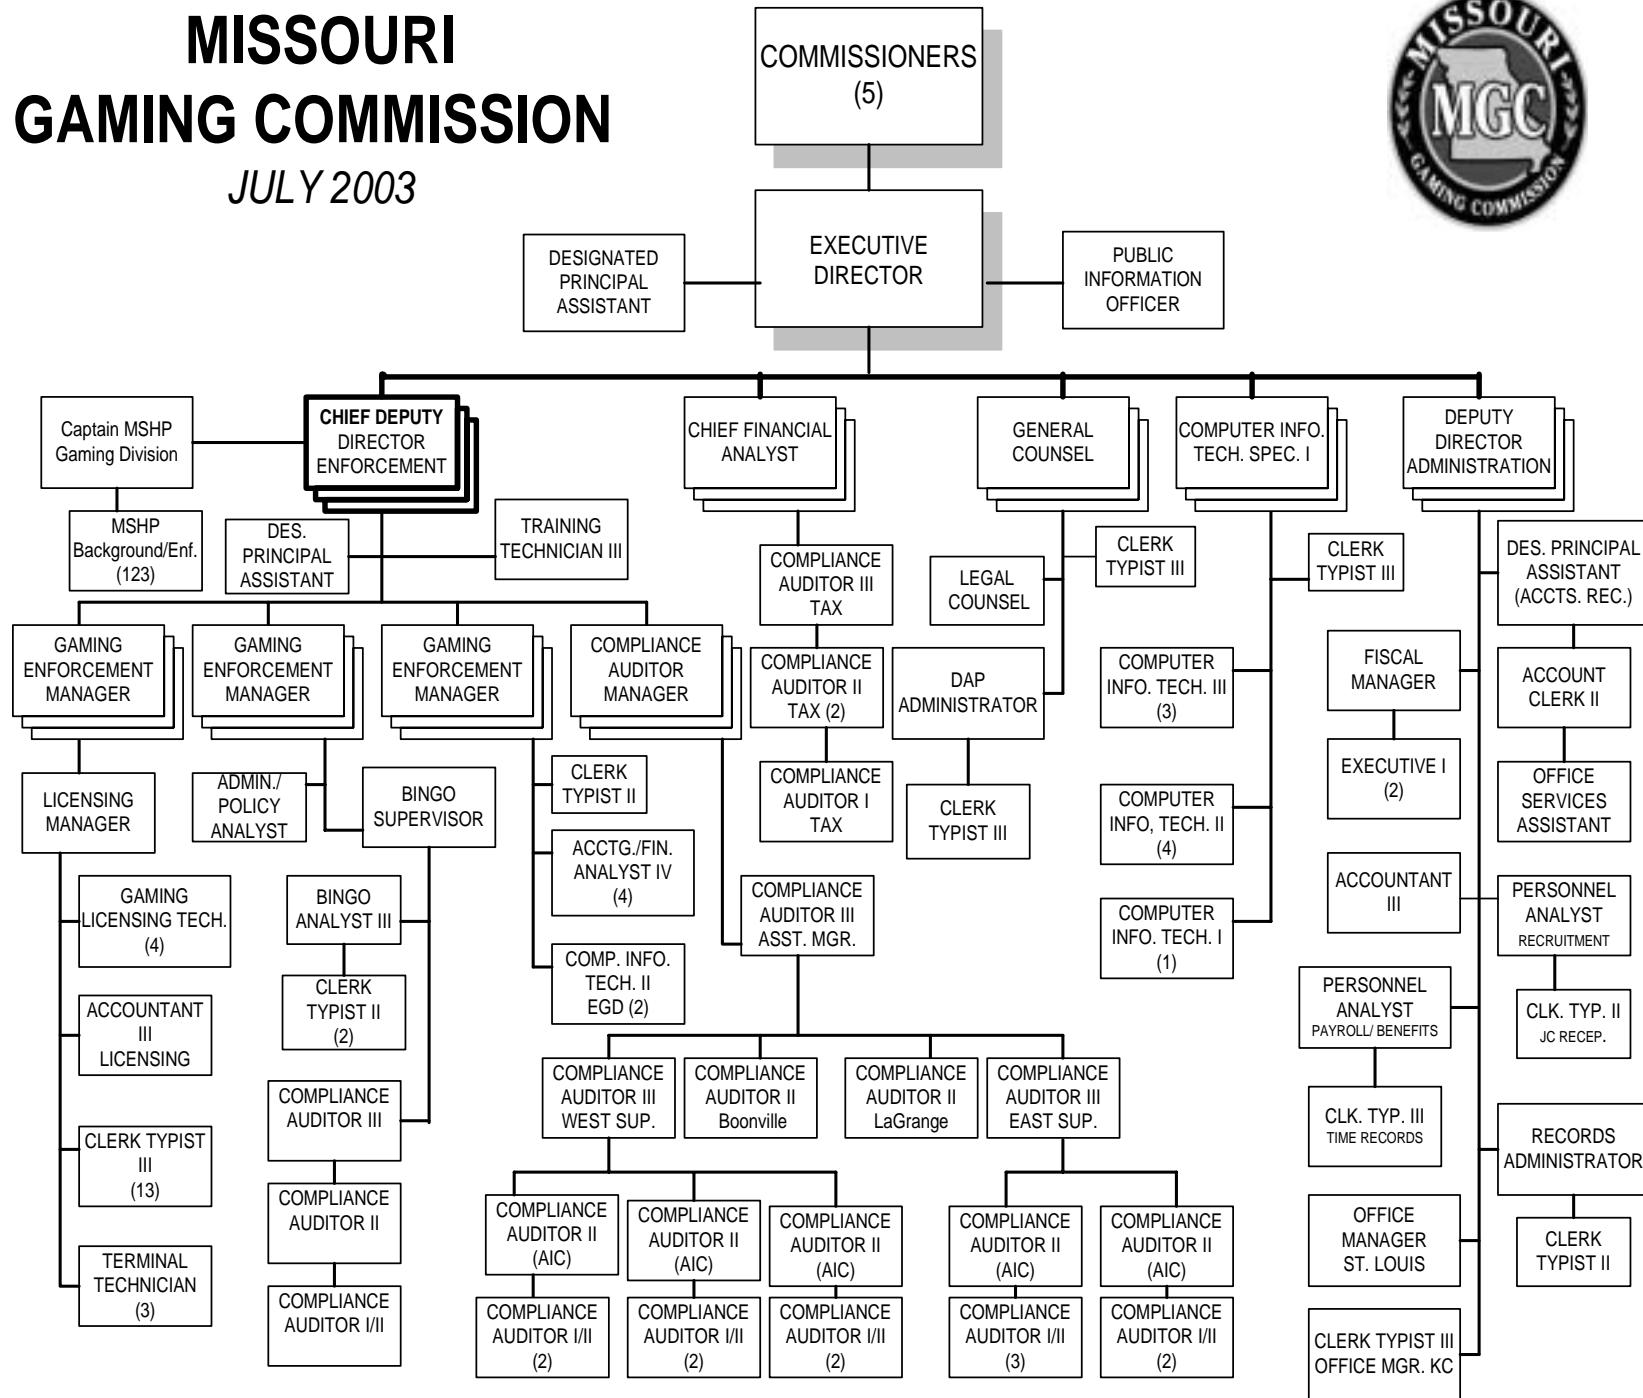 MISSOURI
GAMING COMMISSION
JULY 2003
COMMISSIONERS
(5)
MISSOURI
MGC
GAMING COMMISSION
EXECUTIVE
DIRECTOR
DESIGNATED
PRINCIPAL
ASSISTANT
PUBLIC
INFORMATION
OFFICER
Captain MSHP
Gaming Division
CHIEF DEPUTY
DIRECTOR
ENFORCEMENT
CHIEF FINANCIAL
ANALYST
GENERAL
COUNSEL
COMPUTER INFO.
TECH. SPEC. I
DEPUTY
DIRECTOR
ADMINISTRATION
MSHP
Background/Enf.
(123)
DES.
PRINCIPAL
ASSISTANT
TRAINING
TECHNICIAN III
COMPLIANCE
AUDITOR III
TAX
LEGAL
COUNSEL
CLERK
TYPIST III
CLERK
TYPIST III
DES. PRINCIPAL
ASSISTANT
(ACCTS. REC.)
GAMING
ENFORCEMENT
MANAGER
GAMING
ENFORCEMENT
MANAGER
GAMING
ENFORCEMENT
MANAGER
COMPLIANCE
AUDITOR
MANAGER
COMPLIANCE
AUDITOR II
TAX (2)
DAP
ADMINISTRATOR
COMPUTER
INFO. TECH. III
(3)
FISCAL
MANAGER
ACCOUNT
CLERK II
LICENSING
MANAGER
ADMIN./
POLICY
ANALYST
BINGO
SUPERVISOR
CLERK
TYPIST II
COMPLIANCE
AUDITOR I
TAX
CLERK
TYPIST III
COMPUTER
INFO, TECH. II
(4)
EXECUTIVE I
(2)
OFFICE
SERVICES
ASSISTANT
GAMING
LICENSING TECH.
(4)
BINGO
ANALYST III
ACCTG./FIN.
ANALYST IV
(4)
COMPLIANCE
AUDITOR III
ASST. MGR.
COMPUTER
INFO. TECH. I
(1)
ACCOUNTANT
III
PERSONNEL
ANALYST
RECRUITMENT
ACCOUNTANT
III
LICENSING
CLERK
TYPIST II
(2)
COMP. INFO.
TECH. II
EGD (2)
PERSONNEL
ANALYST
PAYROLL/ BENEFITS
CLK. TYP. II
JC RECEP.
COMPLIANCE
AUDITOR III
COMPLIANCE
AUDITOR III
WEST SUP.
COMPLIANCE
AUDITOR II
Boonville
COMPLIANCE
AUDITOR II
LaGrange
COMPLIANCE
AUDITOR III
EAST SUP.
CLK. TYP. III
TIME RECORDS
RECORDS
ADMINISTRATOR
CLERK TYPIST
III
(13)
COMPLIANCE
AUDITOR II
COMPLIANCE
AUDITOR II
(AIC)
COMPLIANCE
AUDITOR II
(AIC)
COMPLIANCE
AUDITOR II
(AIC)
COMPLIANCE
AUDITOR II
(AIC)
COMPLIANCE
AUDITOR II
(AIC)
OFFICE
MANAGER
ST. LOUIS
CLERK
TYPIST II
TERMINAL
TECHNICIAN
(3)
COMPLIANCE
AUDITOR I/II
COMPLIANCE
AUDITOR I/II
(2)
COMPLIANCE
AUDITOR I/II
(2)
COMPLIANCE
AUDITOR I/II
(2)
COMPLIANCE
AUDITOR I/II
(3)
COMPLIANCE
AUDITOR I/II
(2)
CLERK TYPIST III
OFFICE MGR. KC